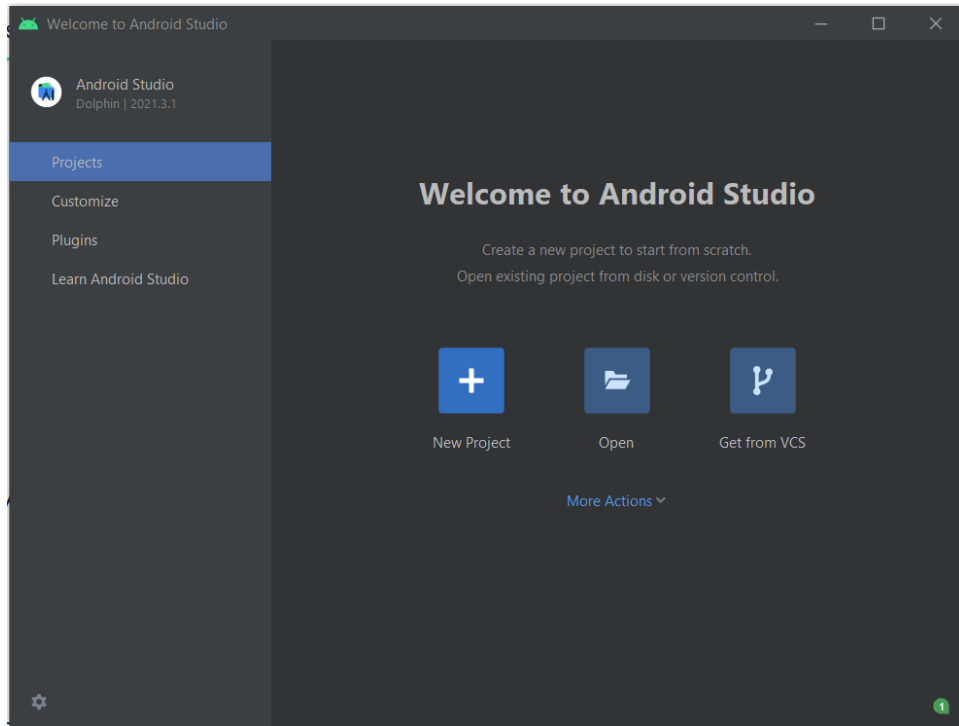 Welcome to Android Studio
Android Studio
Dolphin | 2021.3.1
Projects
Customize
Plugins
Learn Android Studio
Welcome to Android Studio
Create a new project to start from scratch.
Open existing project from disk or version control.
New Project
Open
Get from VCS
More Actions
1